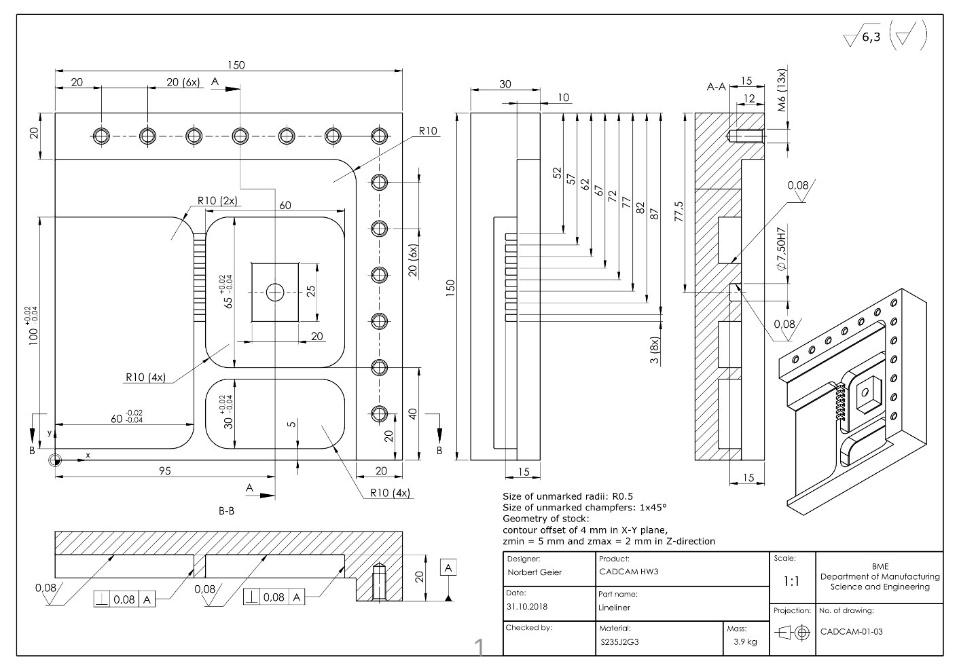 6,3
150
20
20 (6x)
A
30
10
A-A
15
12
M6 (13x)
20
R10
R10 (2x)
60
52
57
62
67
72
77
82
87
77,5
0,08
Ø7,50H7
20 (6x)
150
65 +0.02 -0.04
25
20
100 +0.02 -0.04
0,08
R10 (4x)
3 (8x)
60 -0.02 -0.04
30 +0.02 -0.04
5
40
20
B
B
y
x
95
20
15
15
A
R10 (4x)
B-B
Size of unmarked radii: R0.5
Size of unmarked champfers: 1x45°
Geometry of stock:
contour offset of 4 mm in X-Y plane,
zmin = 5 mm and zmax = 2 mm in Z-direction
0,08
⊥ 0,08 A
0,08
⊥ 0,08 A
20
A
Designer:
Norbert Geier
Product:
CADCAM HW3
Scale:
1:1
BME
Department of Manufacturing
Science and Engineering
Date:
31.10.2018
Part name:
Lineliner
Projection:
No. of drawing:
CADCAM-01-03
Checked by:
Material:
S235J2G3
Mass:
3.9 kg
1